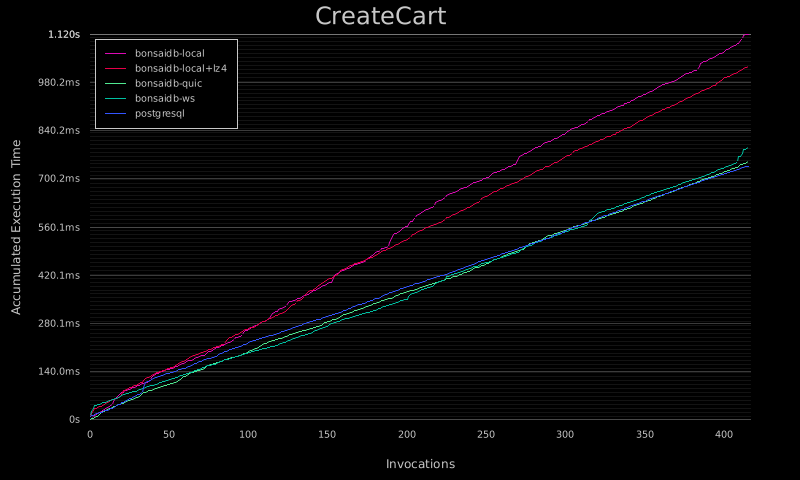 CreateCart
1.120s
980.2ms
840.2ms
700.2ms
560.1ms
420.1ms
280.1ms
140.0ms
0s
Accumulated Execution Time
bonsaidb-local
bonsaidb-local+lz4
bonsaidb-quic
bonsaidb-ws
postgresql
0 50 100 150 200 250 300 350 400
Invocations